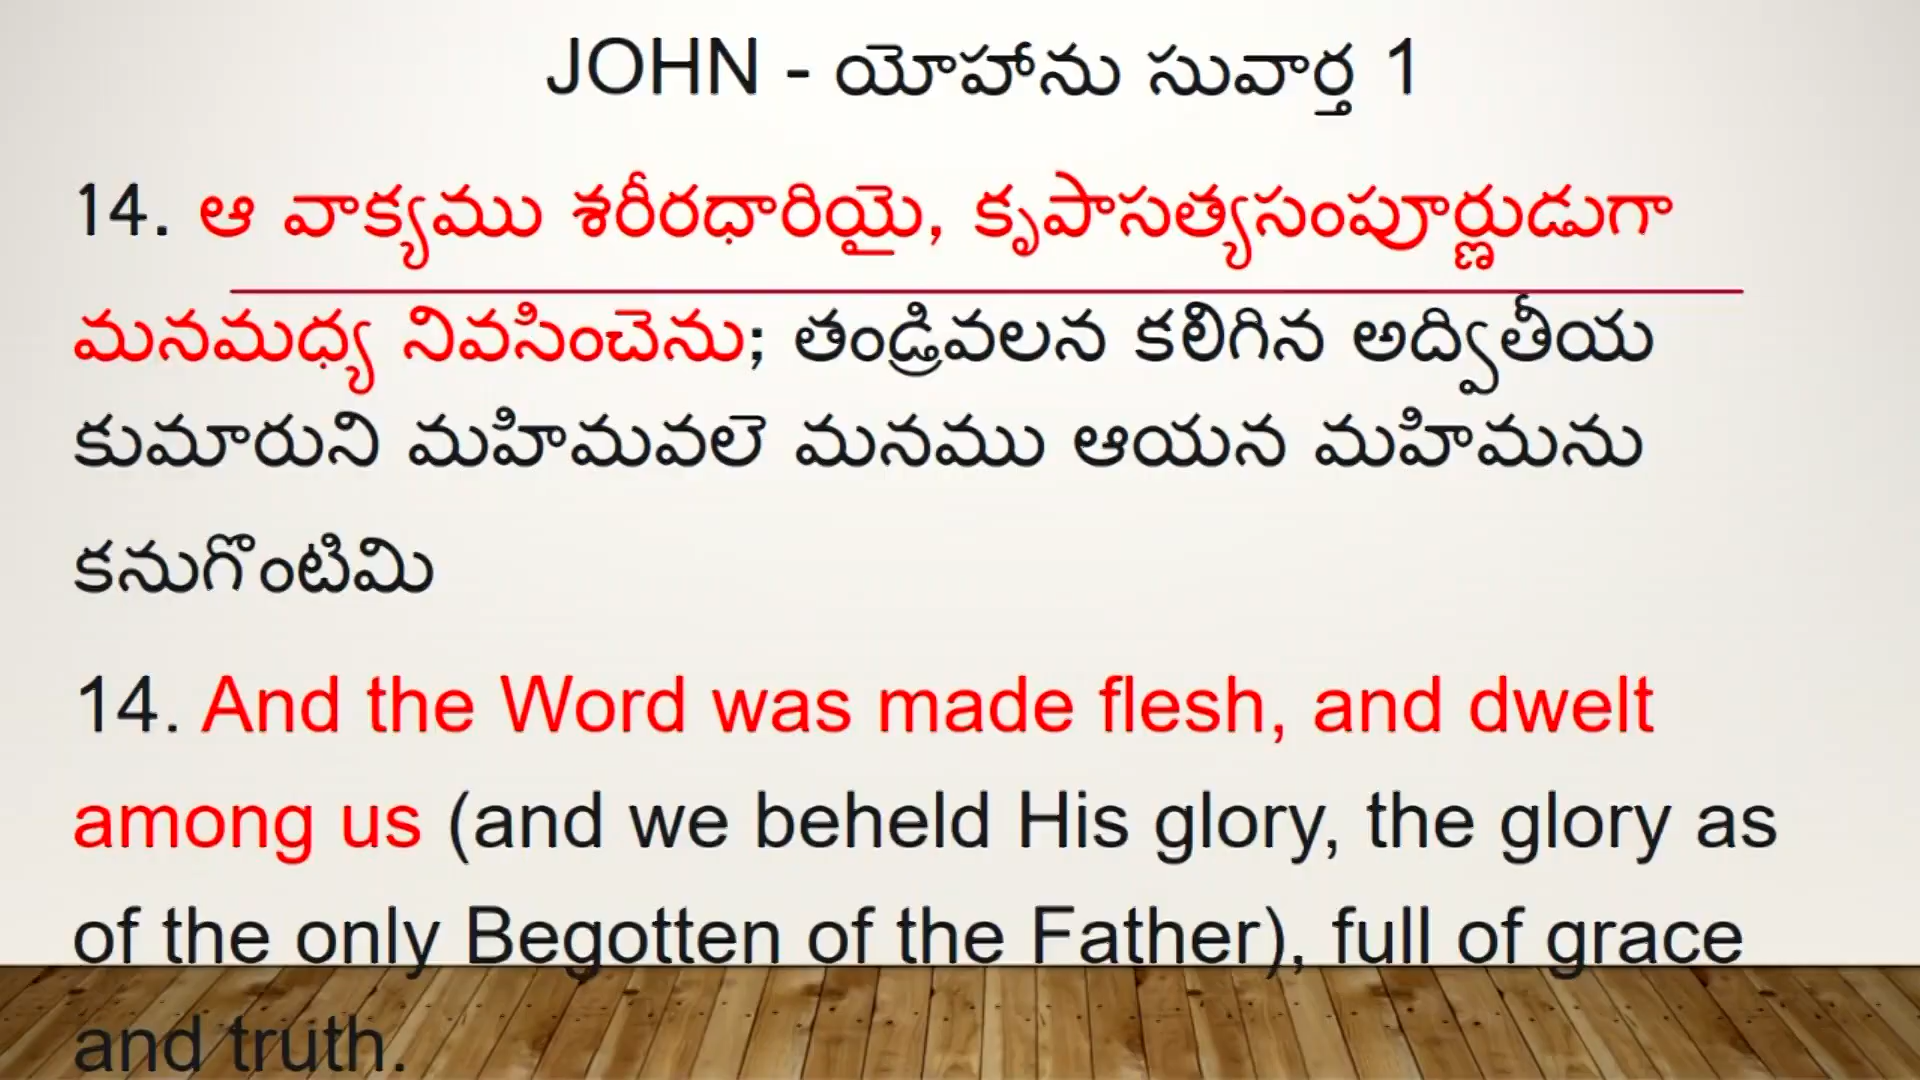 JOHN - యోహాను సువార్త 1
14. ఆ వాక్యము శరీరధారియై, కృపాసత్యసంపూర్ణుడుగా
మనమధ్య నివసించెను; తండ్రివలన కలిగిన అద్వితీయ
కుమారుని మహిమవలె మనము ఆయన మహిమను
కనుగొంటిమి
14. And the Word was made flesh, and dwelt
among us (and we beheld His glory, the glory as
of the only Begotten of the Father), full of grace
and truth.